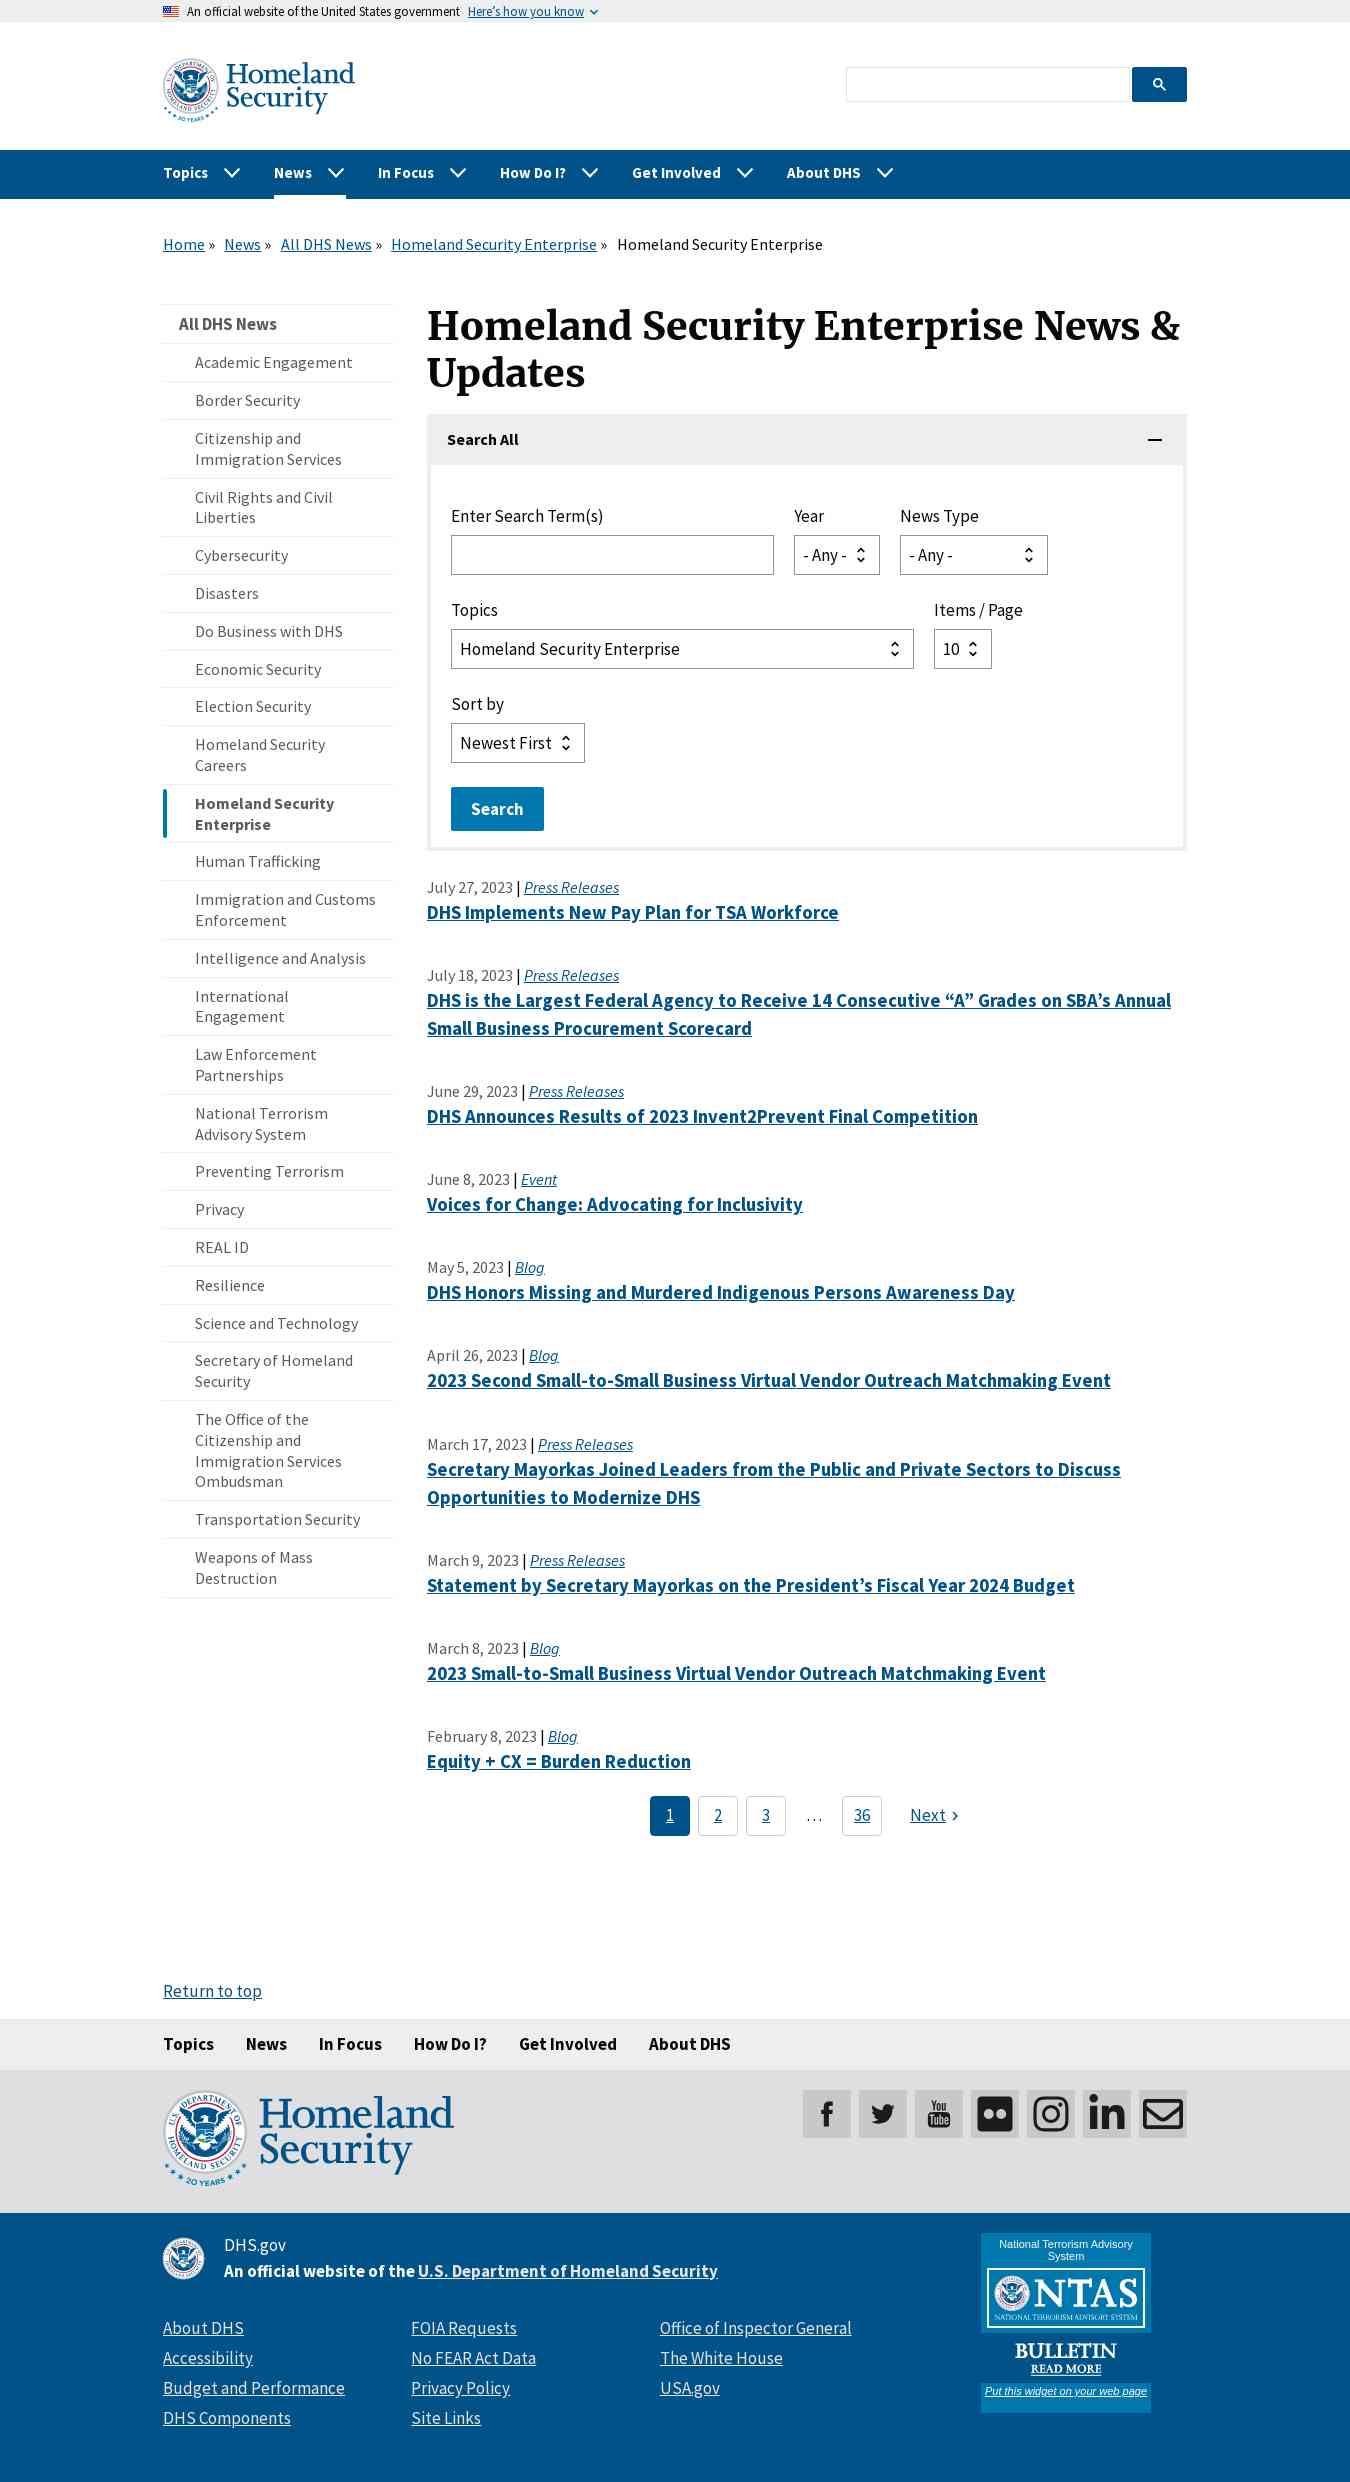 An official website of the United States government Here’s how you know
Homeland
Security
Topics News In Focus How Do I? Get Involved About DHS
Home » News » All DHS News » Homeland Security Enterprise » Homeland Security Enterprise
All DHS News
Academic Engagement
Border Security
Citizenship and
Immigration Services
Civil Rights and Civil
Liberties
Cybersecurity
Disasters
Do Business with DHS
Economic Security
Election Security
Homeland Security
Careers
Homeland Security
Enterprise
Human Trafficking
Immigration and Customs
Enforcement
Intelligence and Analysis
International
Engagement
Law Enforcement
Partnerships
National Terrorism
Advisory System
Preventing Terrorism
Privacy
REAL ID
Resilience
Science and Technology
Secretary of Homeland
Security
The Office of the
Citizenship and
Immigration Services
Ombudsman
Transportation Security
Weapons of Mass
Destruction
Homeland Security Enterprise News &
Updates
Search All
Enter Search Term(s) Year News Type
- Any - - Any -
Topics Items / Page
Homeland Security Enterprise 10
Sort by
Newest First
Search
July 27, 2023 | Press Releases
DHS Implements New Pay Plan for TSA Workforce
July 18, 2023 | Press Releases
DHS is the Largest Federal Agency to Receive 14 Consecutive “A” Grades on SBA’s Annual
Small Business Procurement Scorecard
June 29, 2023 | Press Releases
DHS Announces Results of 2023 Invent2Prevent Final Competition
June 8, 2023 | Event
Voices for Change: Advocating for Inclusivity
May 5, 2023 | Blog
DHS Honors Missing and Murdered Indigenous Persons Awareness Day
April 26, 2023 | Blog
2023 Second Small-to-Small Business Virtual Vendor Outreach Matchmaking Event
March 17, 2023 | Press Releases
Secretary Mayorkas Joined Leaders from the Public and Private Sectors to Discuss
Opportunities to Modernize DHS
March 9, 2023 | Press Releases
Statement by Secretary Mayorkas on the President’s Fiscal Year 2024 Budget
March 8, 2023 | Blog
2023 Small-to-Small Business Virtual Vendor Outreach Matchmaking Event
February 8, 2023 | Blog
Equity + CX = Burden Reduction
1 2 3 … 36 Next ›
Return to top
Topics News In Focus How Do I? Get Involved About DHS
U.S. DEPARTMENT OF
HOMELAND SECURITY
20 YEARS
Homeland
Security
You
Tube
in
DHS.gov
An official website of the U.S. Department of Homeland Security
About DHS
Accessibility
Budget and Performance
DHS Components
FOIA Requests
No FEAR Act Data
Privacy Policy
Site Links
Office of Inspector General
The White House
USA.gov
National Terrorism Advisory
System
NTAS
NATIONAL TERRORISM ADVISORY SYSTEM
BULLETIN
READ MORE
Put this widget on your web page